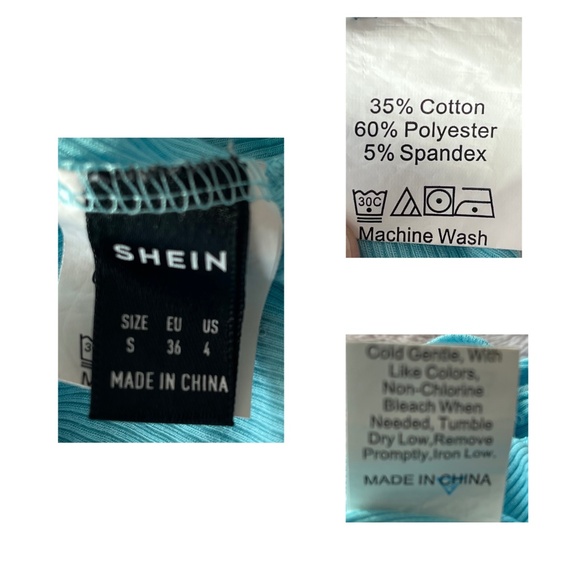 SHEIN
SIZE EU US
S 36 4
MADE IN CHINA
35% Cotton
60% Polyester
5% Spandex
30C
Machine Wash
Cold Gentle, With
Like Colors,
Non-Chlorine
Bleach When
Needed, Tumble
Dry Low,Remove
Promptly,Iron Low.
MADE IN CHINA